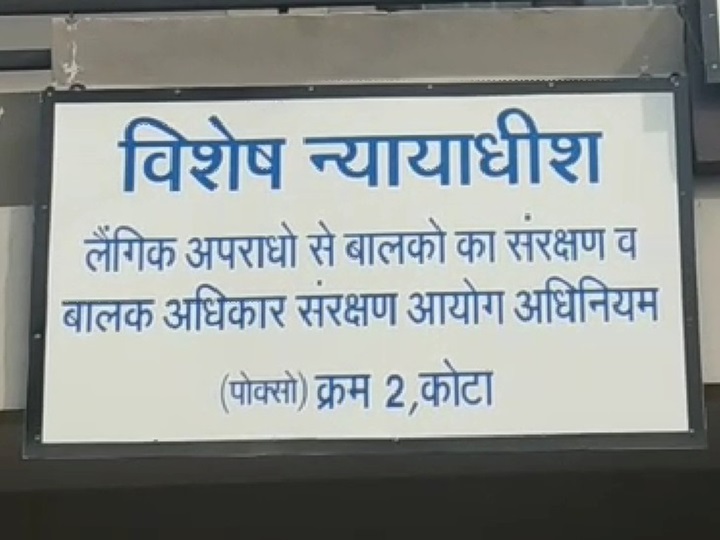 विशेष न्यायाधीश
लैंगिक अपराधो से बालको का संरक्षण व
बालक अधिकार संरक्षण आयोग अधिनियम
(पोक्सो) क्रम 2,कोटा